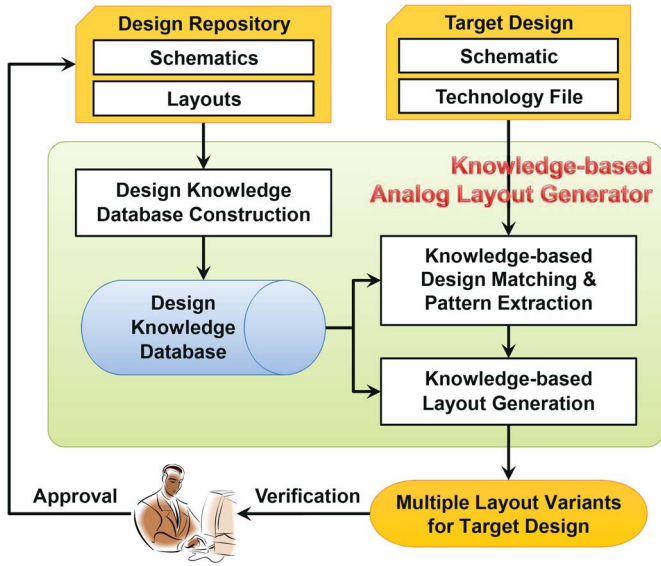 Design Repository
Schematics
Layouts
Target Design
Schematic
Technology File
Knowledge-based
Analog Layout Generator
Design Knowledge
Database Construction
Design
Knowledge
Database
Knowledge-based
Design Matching &
Pattern Extraction
Knowledge-based
Layout Generation
Multiple Layout Variants
for Target Design
Verification
Approval